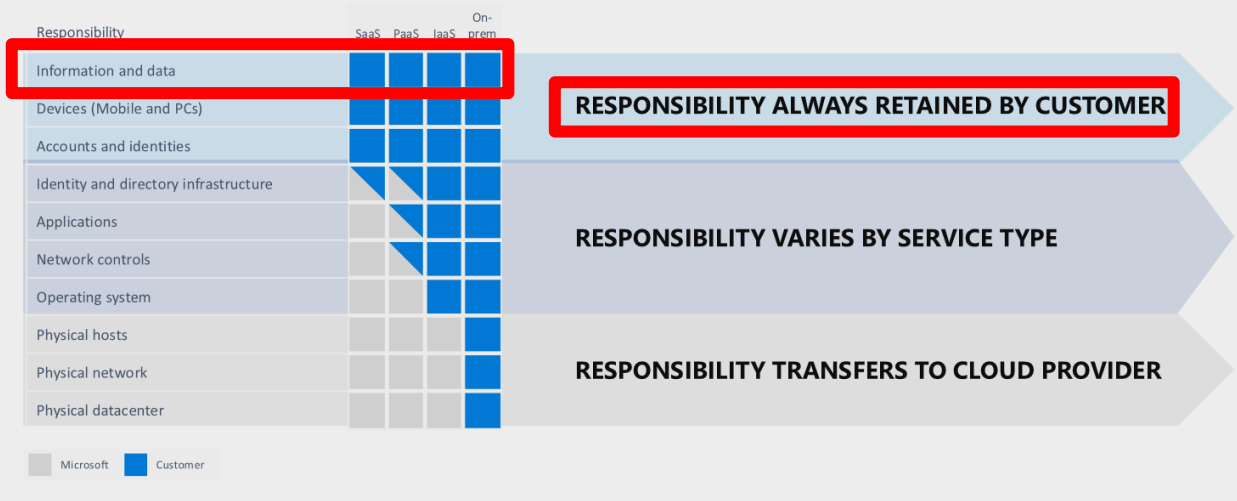 Responsibility SaaS PaaS IaaS On-prem
Information and data
Devices (Mobile and PCs)
Accounts and identities
RESPONSIBILITY ALWAYS RETAINED BY CUSTOMER
Identity and directory infrastructure
Applications
Network controls
Operating system
RESPONSIBILITY VARIES BY SERVICE TYPE
Physical hosts
Physical network
Physical datacenter
RESPONSIBILITY TRANSFERS TO CLOUD PROVIDER
Microsoft Customer